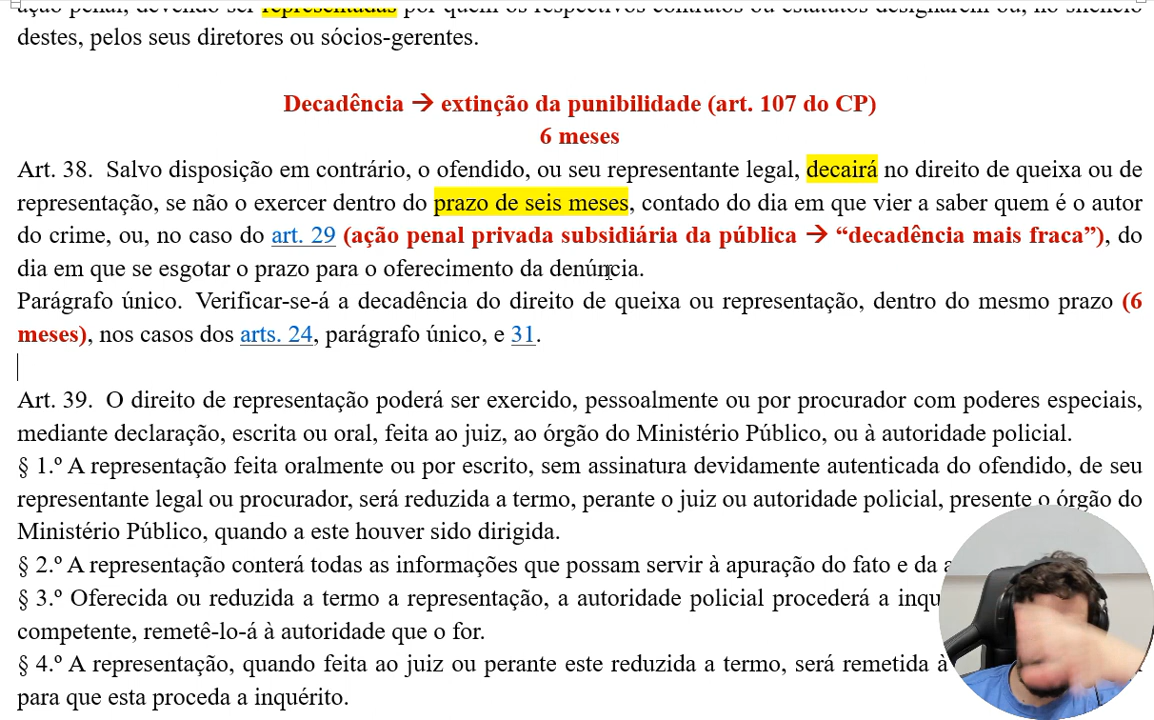 destes, pelos seus diretores ou sócios-gerentes.
Decadência → extinção da punibilidade (art. 107 do CP)
6 meses
Art. 38. Salvo disposição em contrário, o ofendido, ou seu representante legal, decairá no direito de queixa ou de
representação, se não o exercer dentro do prazo de seis meses, contado do dia em que vier a saber quem é o autor
do crime, ou, no caso do art. 29 (ação penal privada subsidiária da pública → “decadência mais fraca”), do
dia em que se esgotar o prazo para o oferecimento da denúncia.
Parágrafo único. Verificar-se-á a decadência do direito de queixa ou representação, dentro do mesmo prazo (6
meses), nos casos dos arts. 24, parágrafo único, e 31.
Art. 39. O direito de representação poderá ser exercido, pessoalmente ou por procurador com poderes especiais,
mediante declaração, escrita ou oral, feita ao juiz, ao órgão do Ministério Público, ou à autoridade policial.
§ 1.º A representação feita oralmente ou por escrito, sem assinatura devidamente autenticada do ofendido, de seu
representante legal ou procurador, será reduzida a termo, perante o juiz ou autoridade policial, presente o órgão do
Ministério Público, quando a este houver sido dirigida.
§ 2.º A representação conterá todas as informações que possam servir à apuração do fato e da
§ 3.º Oferecida ou reduzida a termo a representação, a autoridade policial procederá a
competente, remetê-lo-á à autoridade que o for.
§ 4.º A representação, quando feita ao juiz ou perante este reduzida a termo, será remetida à
para que esta proceda a inquérito.